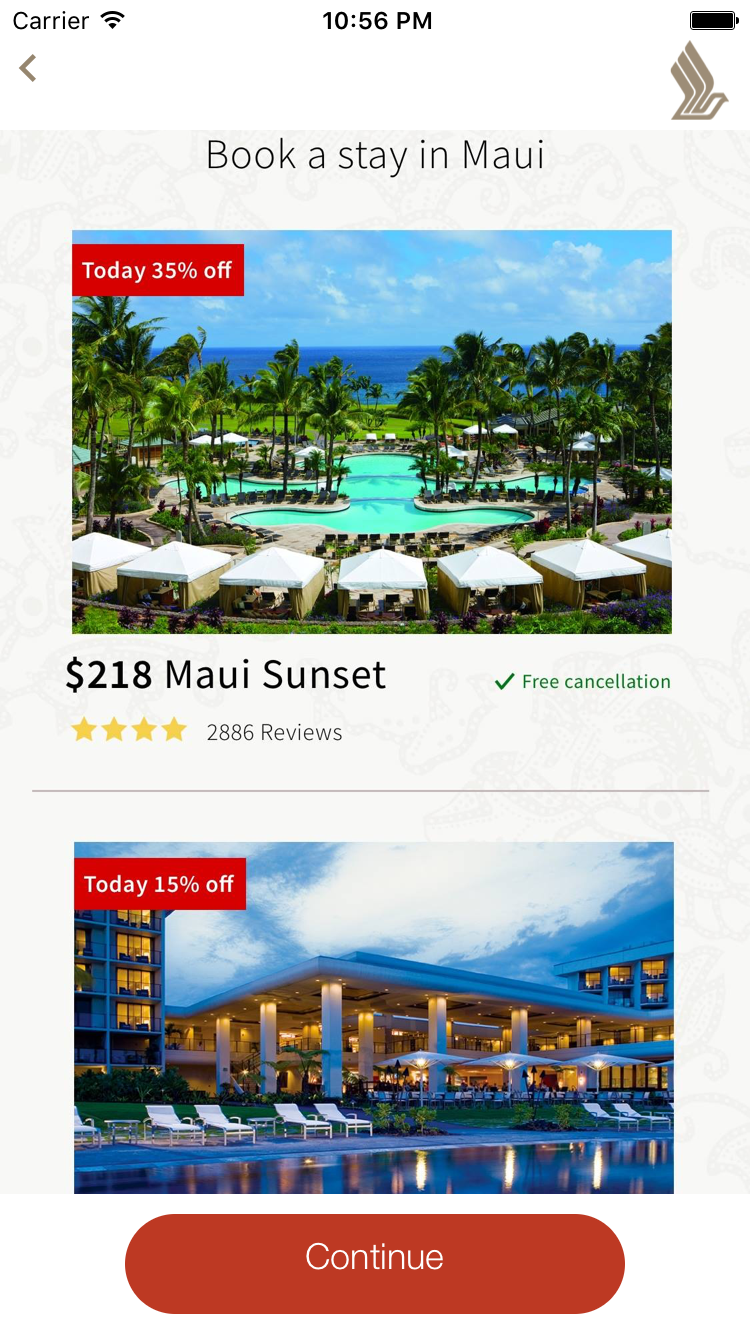 Carrier 10:56 PM
Book a stay in Maui
Today 35% off
$218 Maui Sunset
Free cancellation
2886 Reviews
Today 15% off
Continue